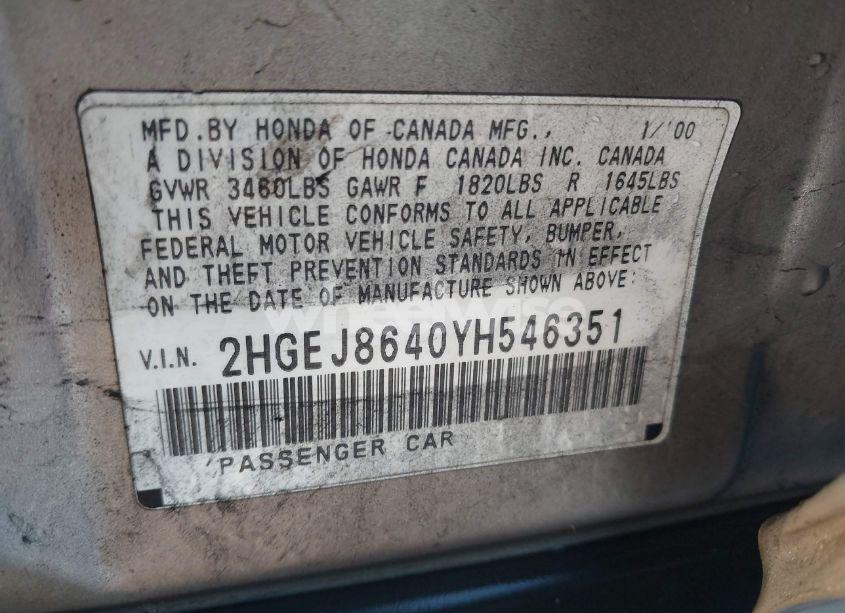 MFD.BY HONDA OF CANADA MFG., 1/'00
A DIVISION OF HONDA CANADA INC. CANADA
GVWR 3460LBS GAWR F 1820LBS R 1645LBS
THIS VEHICLE CONFORMS TO ALL APPLICABLE
FEDERAL MOTOR VEHICLE SAFETY, BUMPER,
AND THEFT PREVENTION STANDARDS IN EFFECT
ON THE DATE OF MANUFACTURE SHOWN ABOVE:
wheelwise
V.I.N. 2HGEJ8640YH546351
PASSENGER CAR